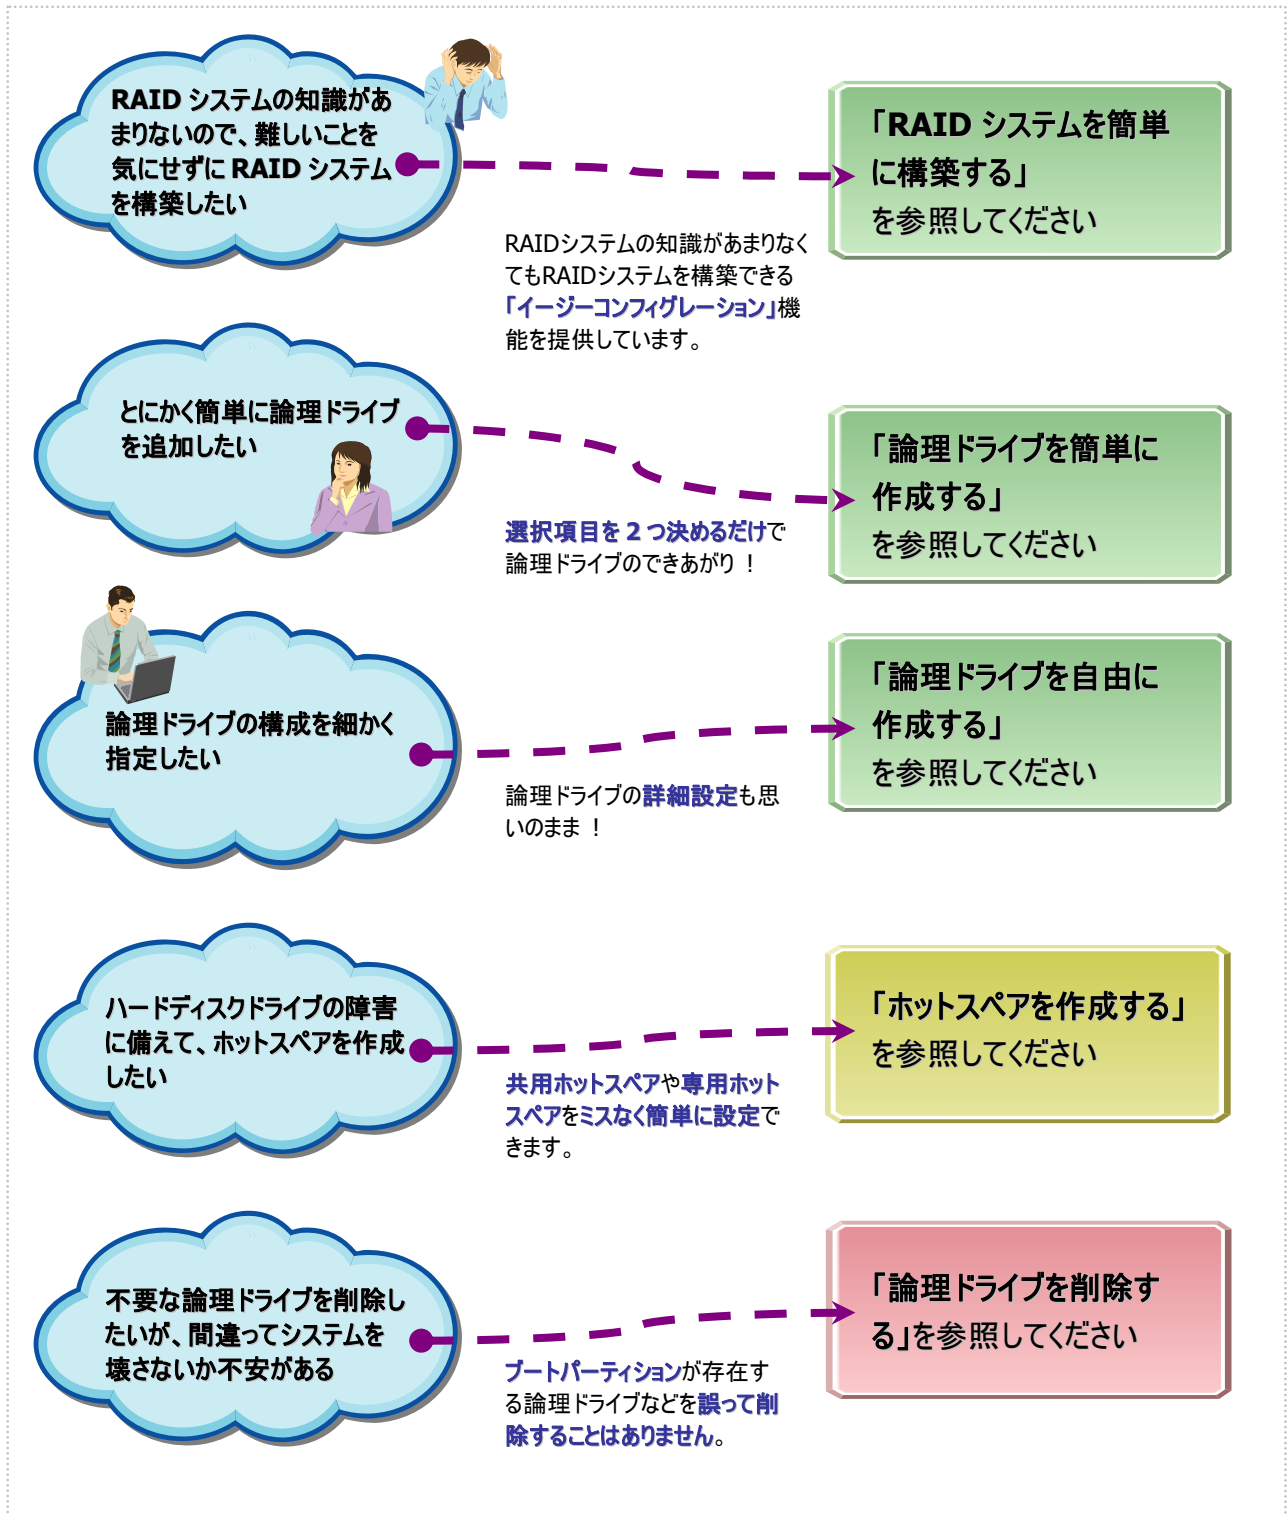 RAID システムの知識があ
まりないので、難しいことを
気にせずに RAID システム
を構築したい
「RAID システムを簡単
に構築する」
を参照してください
RAIDシステムの知識があまりなく
てもRAIDシステムを構築できる
「イージーコンフィグレーション」機
能を提供しています。
とにかく簡単に論理ドライブ
を追加したい
「論理ドライブを簡単に
作成する」
を参照してください
選択項目を２つ決めるだけで
論理ドライブのできあがり！
論理ドライブの構成を細かく
指定したい
「論理ドライブを自由に
作成する」
を参照してください
論理ドライブの詳細設定も思
いのまま！
ハードディスクドライブの障害
に備えて、ホットスペアを作成
したい
「ホットスペアを作成する」
を参照してください
共用ホットスペアや専用ホット
スペアをミスなく簡単に設定で
きます。
不要な論理ドライブを削除し
たいが、間違ってシステムを
壊さないか不安がある
「論理ドライブを削除す
る」を参照してください
ブートパーティションが存在す
る論理ドライブなどを誤って削
除することはありません。